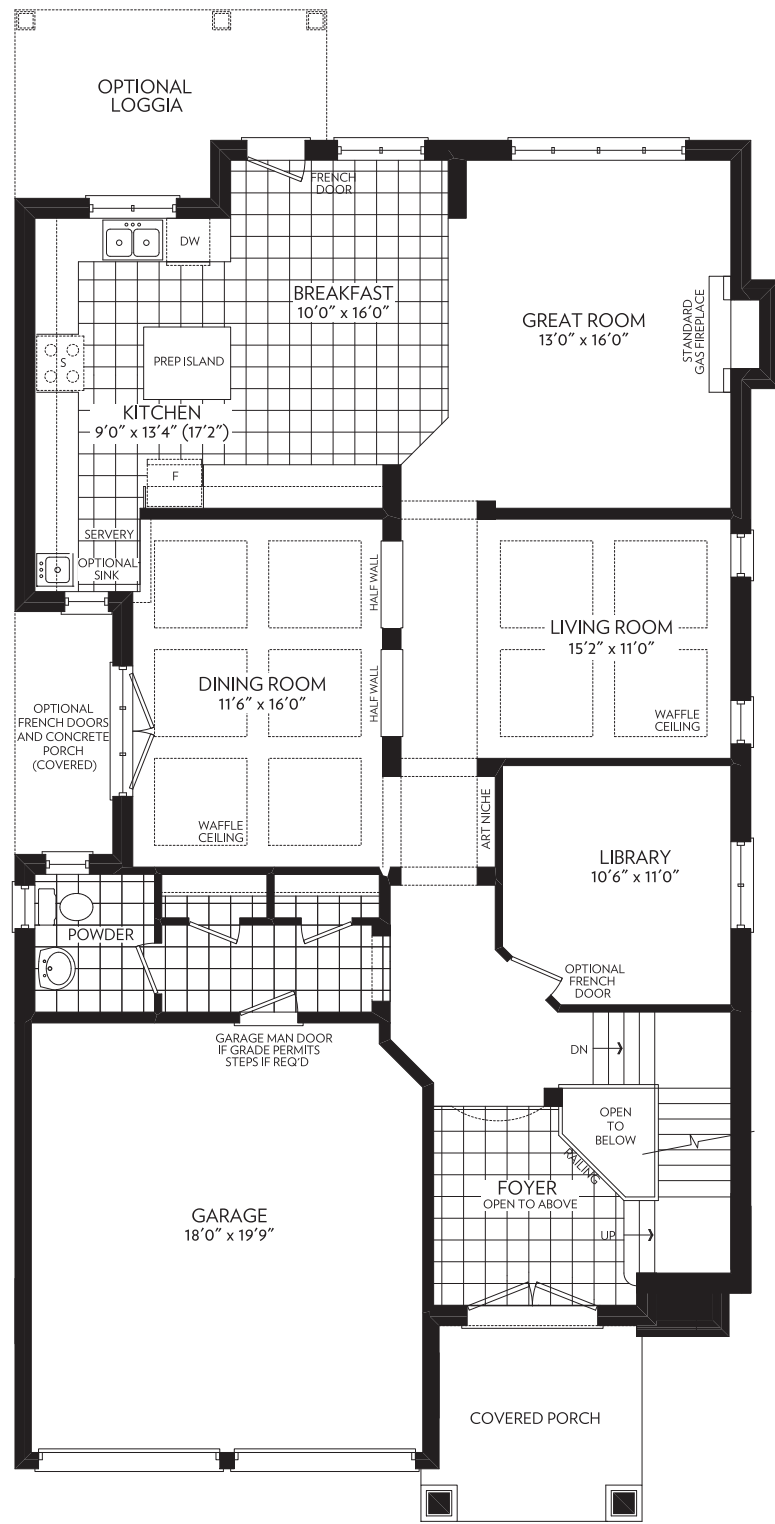 OPTIONAL
LOGGIA
FRENCH
DOOR
DW
BREAKFAST
10'0" x 16'0"
GREAT ROOM
13'0" x 16'0"
STANDARD
GAS FIREPLACE
S
PREP ISLAND
KITCHEN
9'0" x 13'4" (17'2")
F
SERVERY
OPTIONAL
SINK
HALF WALL
LIVING ROOM
15'2" x 11'0"
WAFFLE
CEILING
DINING ROOM
11'6" x 16'0"
HALF WALL
OPTIONAL
FRENCH DOORS
AND CONCRETE
PORCH
(COVERED)
WAFFLE
CEILING
ART NICHE
LIBRARY
10'6" x 11'0"
POWDER
OPTIONAL
FRENCH
DOOR
GARAGE MAN DOOR
IF GRADE PERMITS
STEPS IF REQ'D
DN
OPEN
TO
BELOW
RAILING
FOYER
OPEN TO ABOVE
UP
GARAGE
18'0" x 19'9"
COVERED PORCH